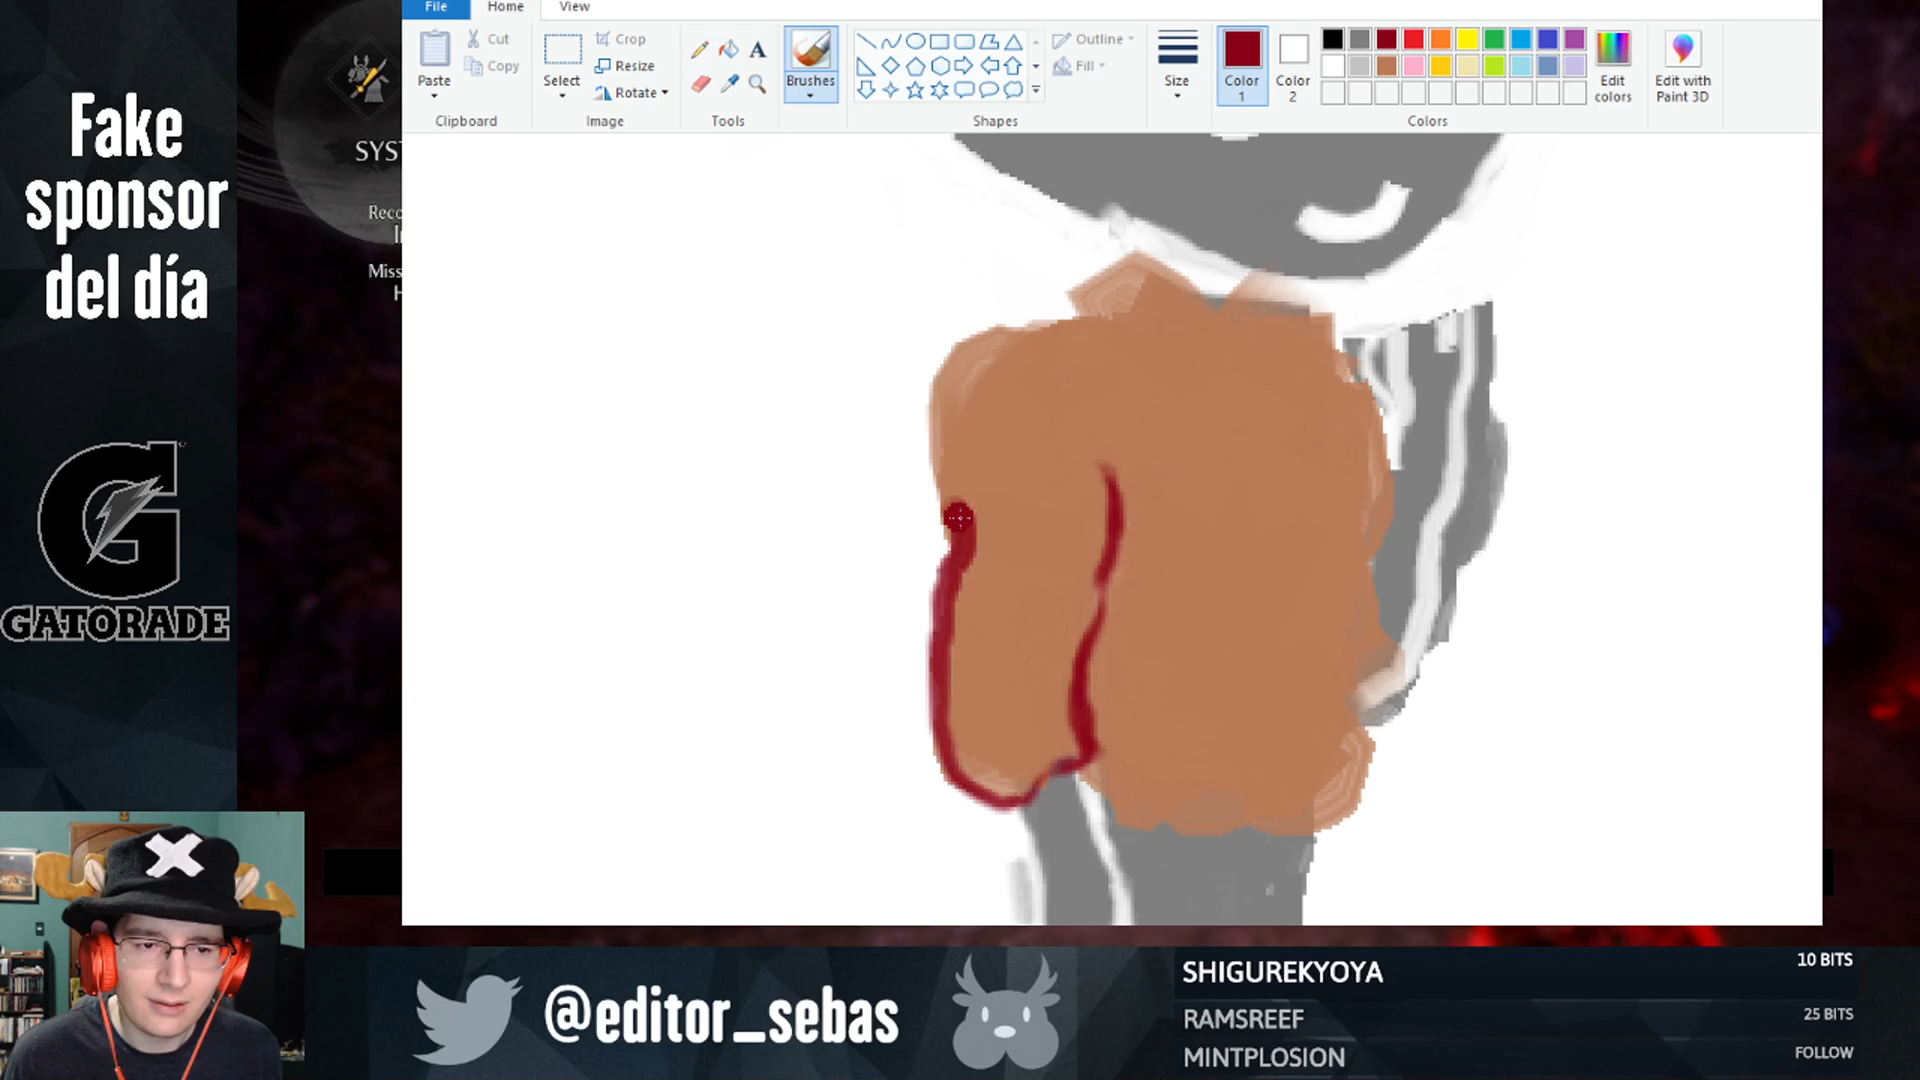 File
Home
View
Paste
Cut
Copy
Clipboard
Select
Crop
Resize
Rotate
Image
A
Tools
Brushes
Shapes
Outline
Fill
Size
Color
1
Color
2
Colors
Edit
colors
Edit with
Paint 3D
Fake
sponsor
del día
SYST
Reco
Miss
G
GATORADE
@editor_sebas
SHIGUREKYOYA
10 BITS
RAMSREEF
25 BITS
MINTPLOSION
FOLLOW